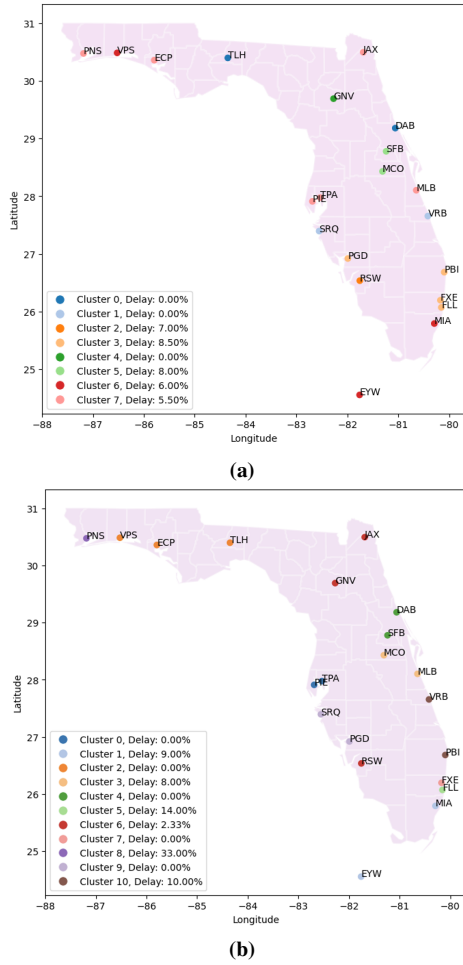 31
30
29
28
27
26
25
Latitude
PNS
VPS
ECP
TLH
JAX
GNV
DAB
SFB
MCO
MLB
TPA
PIE
VRB
SRQ
PGD
PBI
RSW
FXE
FLL
MIA
EYW
Cluster 0, Delay: 0.00%
Cluster 1, Delay: 0.00%
Cluster 2, Delay: 7.00%
Cluster 3, Delay: 8.50%
Cluster 4, Delay: 0.00%
Cluster 5, Delay: 8.00%
Cluster 6, Delay: 6.00%
Cluster 7, Delay: 5.50%
−88 −87 −86 −85 −84 −83 −82 −81 −80
Longitude
(a)
31
30
29
28
27
26
25
Latitude
PNS
VPS
ECP
TLH
JAX
GNV
DAB
SFB
MCO
MLB
TPA
PIE
VRB
SRQ
PGD
PBI
RSW
FXE
FLL
MIA
EYW
Cluster 0, Delay: 0.00%
Cluster 1, Delay: 9.00%
Cluster 2, Delay: 0.00%
Cluster 3, Delay: 8.00%
Cluster 4, Delay: 0.00%
Cluster 5, Delay: 14.00%
Cluster 6, Delay: 2.33%
Cluster 7, Delay: 0.00%
Cluster 8, Delay: 33.00%
Cluster 9, Delay: 0.00%
Cluster 10, Delay: 10.00%
−88 −87 −86 −85 −84 −83 −82 −81 −80
Longitude
(b)